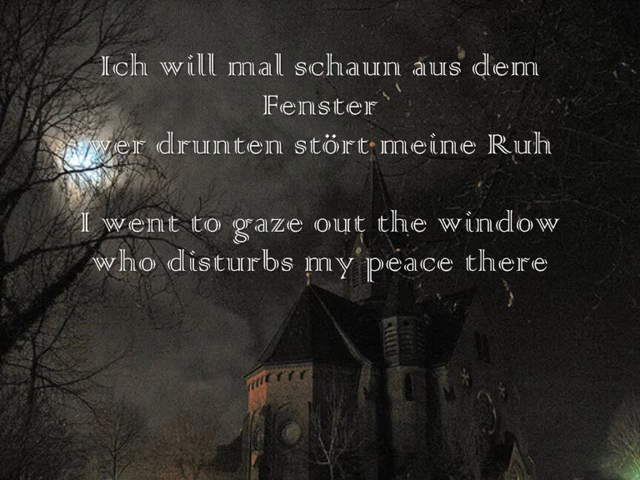 Ich will mal schaun aus dem
Fenster
wer drunten stört meine Ruh
I went to gaze out the window
who disturbs my peace there